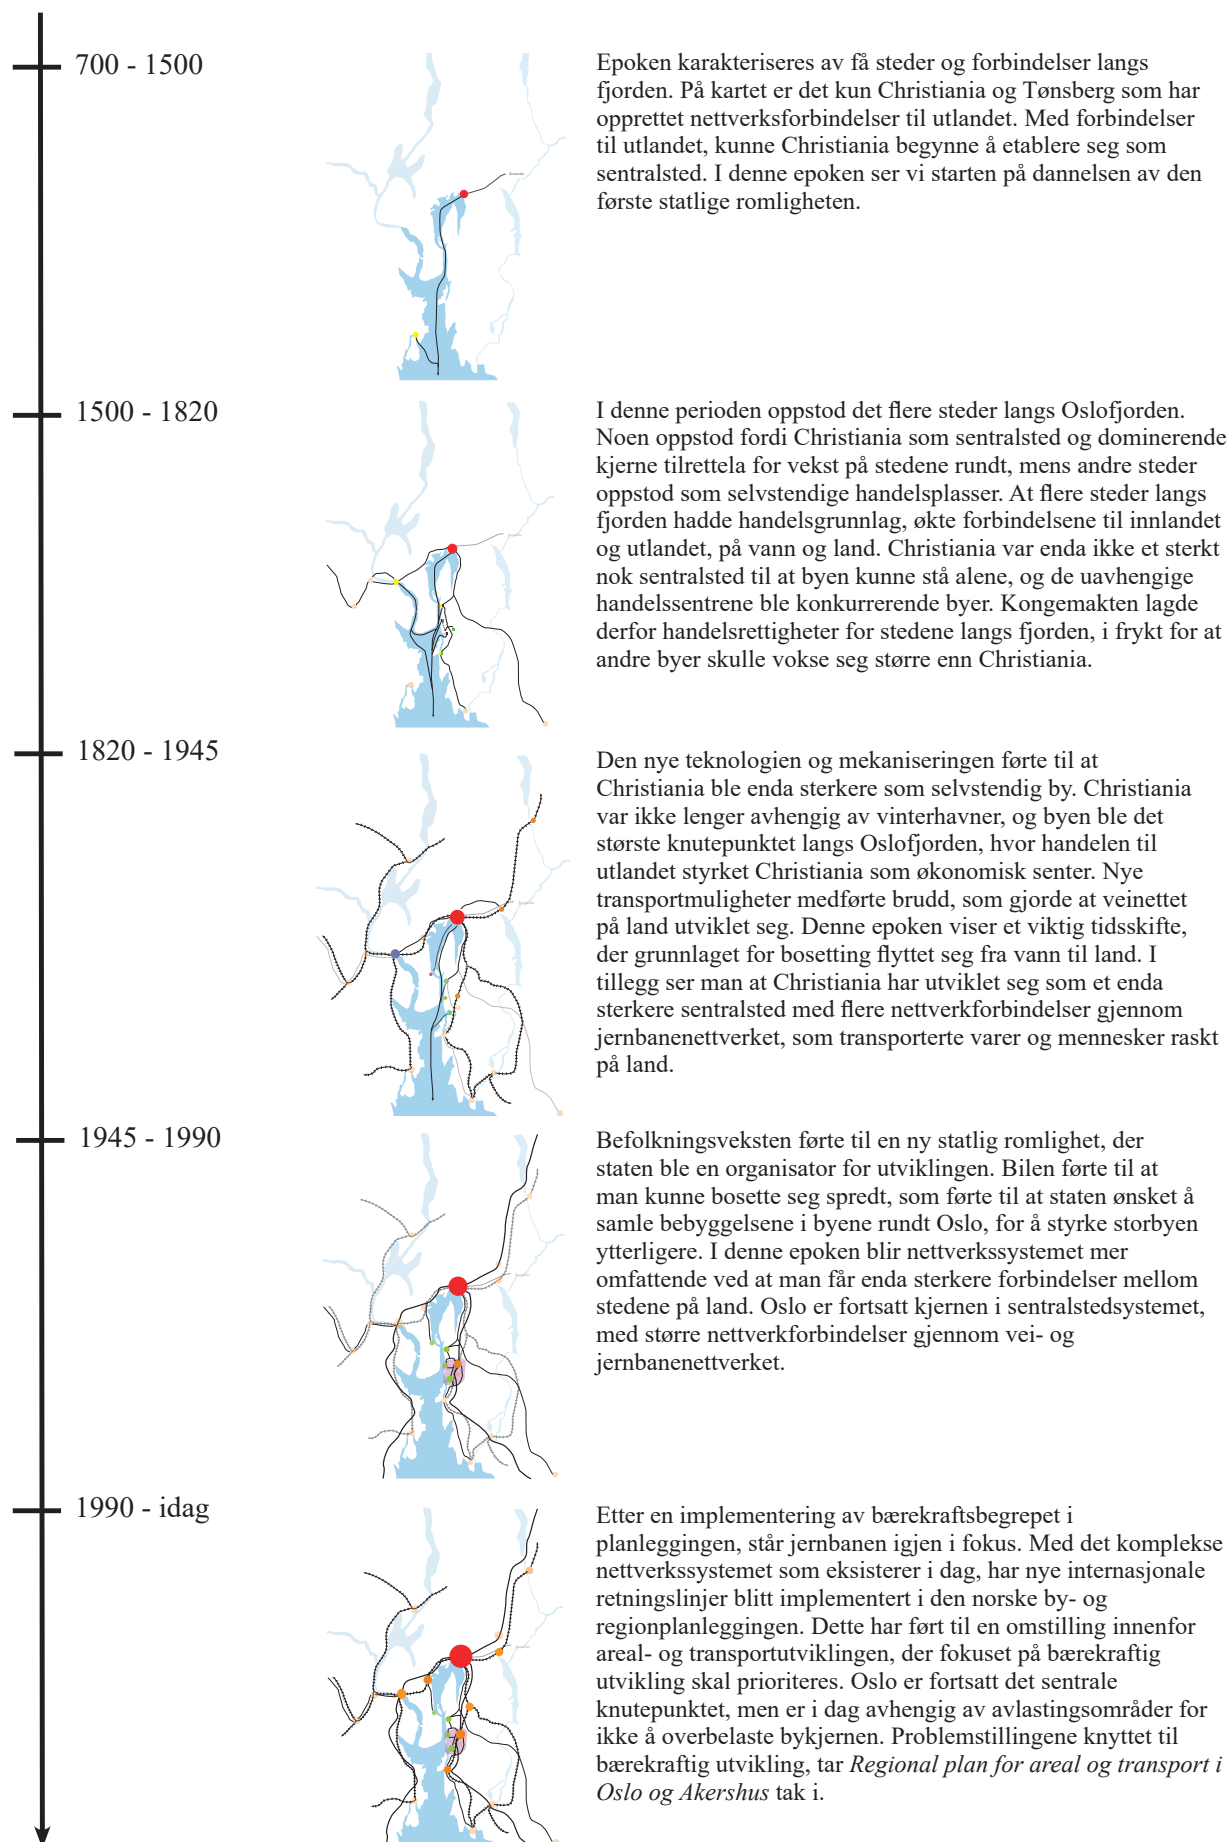 700 - 1500
Epoken karakteriseres av få steder og forbindelser langs
fjorden. På kartet er det kun Christiania og Tønsberg som har
opprettet nettverksforbindelser til utlandet. Med forbindelser
til utlandet, kunne Christiania begynne å etablere seg som
sentralsted. I denne epoken ser vi starten på dannelsen av den
første statlige romligheten.
1500 - 1820
I denne perioden oppstod det flere steder langs Oslofjorden.
Noen oppstod fordi Christiania som sentralsted og dominerende
kjerne tilrettela for vekst på stedene rundt, mens andre steder
oppstod som selvstendige handelsplasser. At flere steder langs
fjorden hadde handelsgrunnlag, økte forbindelsene til innlandet
og utlandet, på vann og land. Christiania var enda ikke et sterkt
nok sentralsted til at byen kunne stå alene, og de uavhengige
handelssentrene ble konkurrerende byer. Kongemakten lagde
derfor handelsrettigheter for stedene langs fjorden, i frykt for at
andre byer skulle vokse seg større enn Christiania.
1820 - 1945
Den nye teknologien og mekaniseringen førte til at
Christiania ble enda sterkere som selvstendig by. Christiania
var ikke lenger avhengig av vinterhavner, og byen ble det
største knutepunktet langs Oslofjorden, hvor handelen til
utlandet styrket Christiania som økonomisk senter. Nye
transportmuligheter medførte brudd, som gjorde at veinettet
på land utviklet seg. Denne epoken viser et viktig tidsskifte,
der grunnlaget for bosetting flyttet seg fra vann til land. I
tillegg ser man at Christiania har utviklet seg som et enda
sterkere sentralsted med flere nettverkforbindelser gjennom
jernbanenettverket, som transporterte varer og mennesker raskt
på land.
1945 - 1990
Befolkningsveksten førte til en ny statlig romlighet, der
staten ble en organisator for utviklingen. Bilen førte til at
man kunne bosette seg spredt, som førte til at staten ønsket å
samle bebyggelsene i byene rundt Oslo, for å styrke storbyen
ytterligere. I denne epoken blir nettverkssystemet mer
omfattende ved at man får enda sterkere forbindelser mellom
stedene på land. Oslo er fortsatt kjernen i sentralstedsystemet,
med større nettverkforbindelser gjennom vei- og
jernbanenettverket.
1990 - idag
Etter en implementering av bærekraftsbegrepet i
planleggingen, står jernbanen igjen i fokus. Med det komplekse
nettverkssystemet som eksisterer i dag, har nye internasjonale
retningslinjer blitt implementert i den norske by- og
regionplanleggingen. Dette har ført til en omstilling innenfor
areal- og transportutviklingen, der fokuset på bærekraftig
utvikling skal prioriteres. Oslo er fortsatt det sentrale
knutepunktet, men er i dag avhengig av avlastingsområder for
ikke å overbelaste bykjernen. Problemstillingene knyttet til
bærekraftig utvikling, tar Regional plan for areal og transport i
Oslo og Akershus tak i.